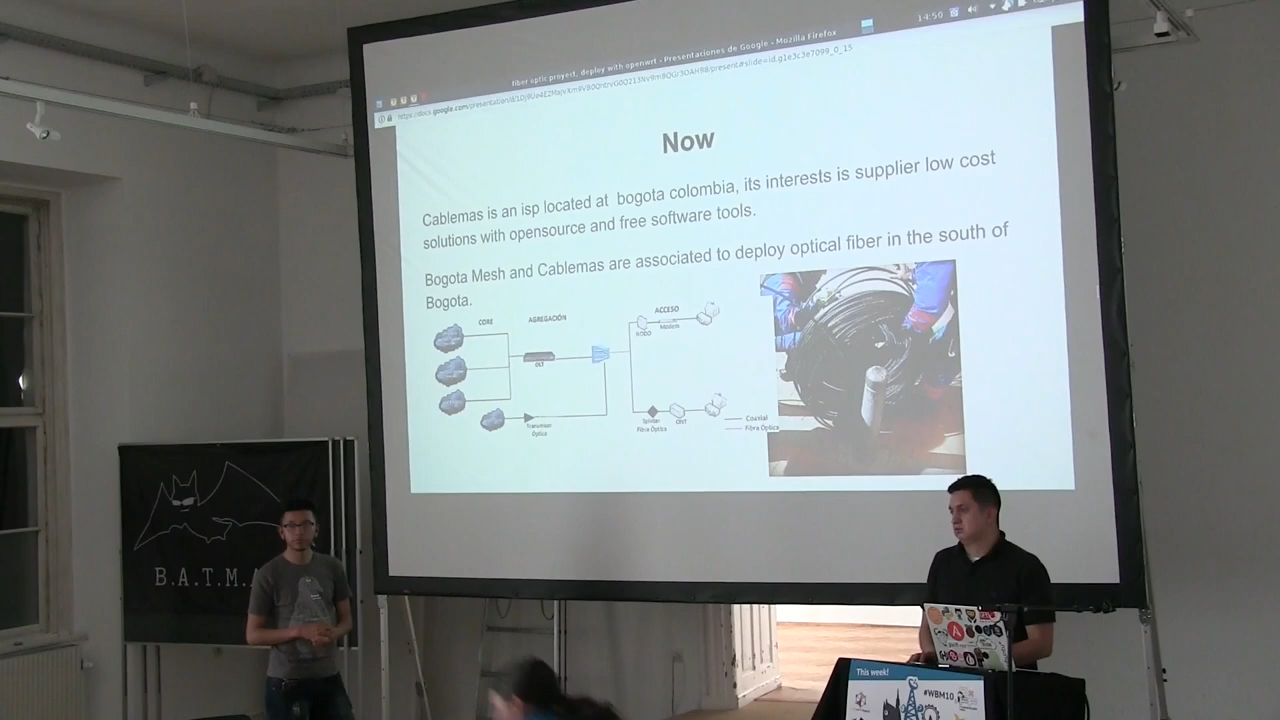 14:50
fiber optic proyect, deploy with openwrt - Presentaciones de Google - Mozilla Firefox
Now
Cablemas is an isp located at bogota colombia, its interests is supplier low cost
solutions with opensource and free software tools.
Bogota Mesh and Cablemas are associated to deploy optical fiber in the south of
Bogota.
CORE
AGREGACIÓN
ACCESO
NODO
Modem
OLT
Transmisor
Óptica
Splitter
Fibra Óptica
ONT
Coaxial
Fibra Óptica
B.A.T.M.A
This week!
#WBM10